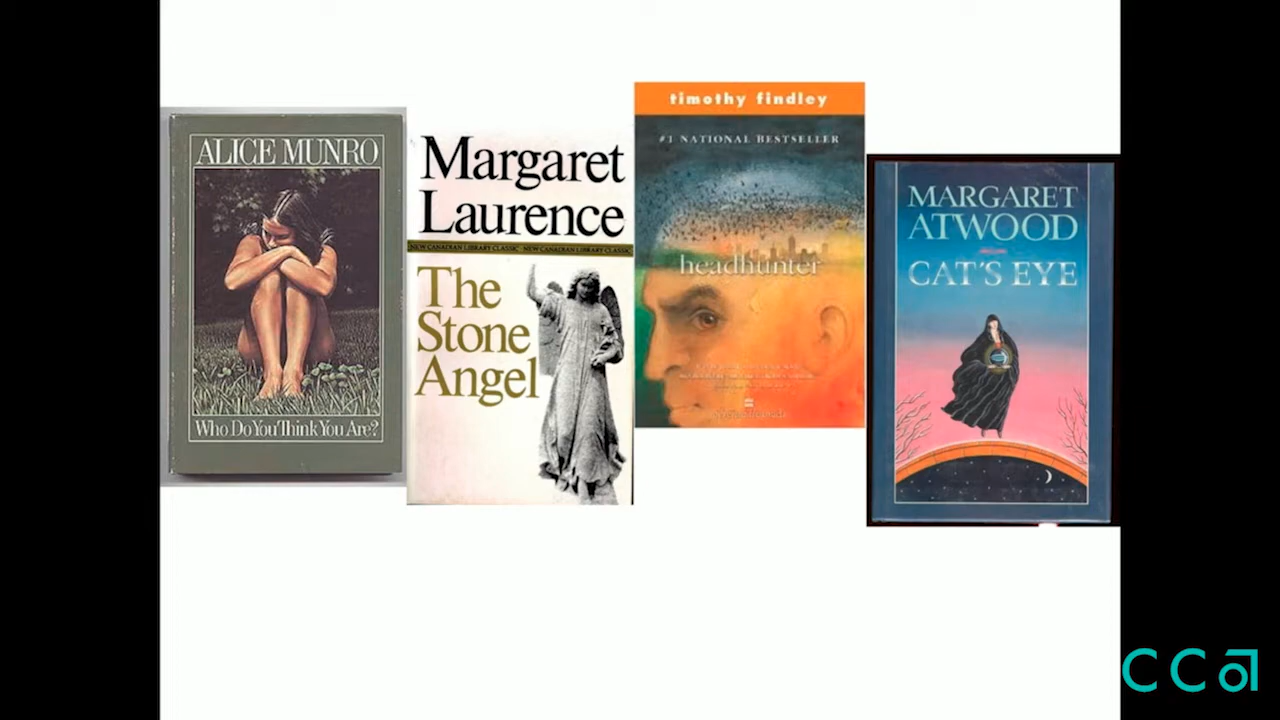 ALICE MUNRO
Who Do You Think You Are?
Margaret
Laurence
NEW CANADIAN LIBRARY CLASSIC · NEW CANADIAN LIBRARY CLASSIC
The
Stone
Angel
timothy findley
#1 NATIONAL BESTSELLER
headhunter
MARGARET
ATWOOD
CAT'S EYE
CCA